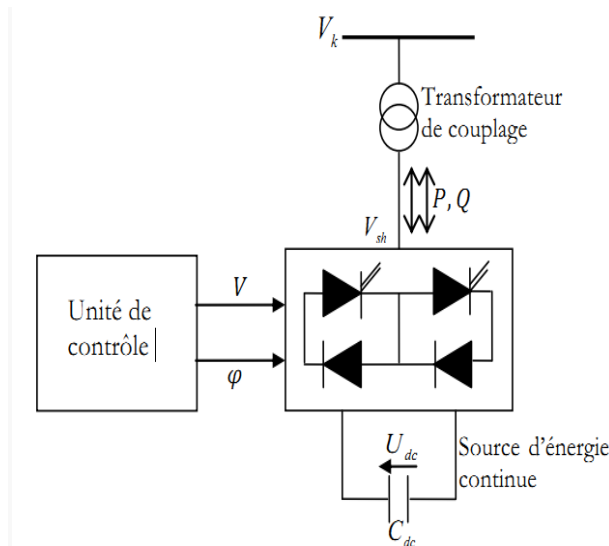 V_k
Transformateur
de couplage
P, Q
V_sh
Unité de
contrôle
V
φ
U_dc
Source d'énergie
continue
C_dc